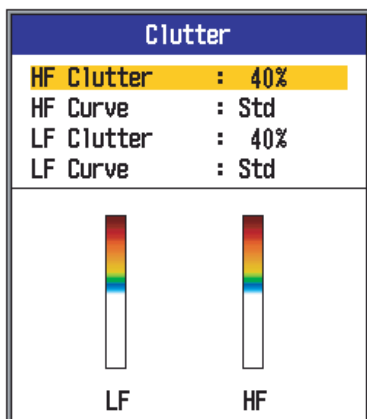 Clutter
HF Clutter : 40%
HF Curve : Std
LF Clutter : 40%
LF Curve : Std
LF HF